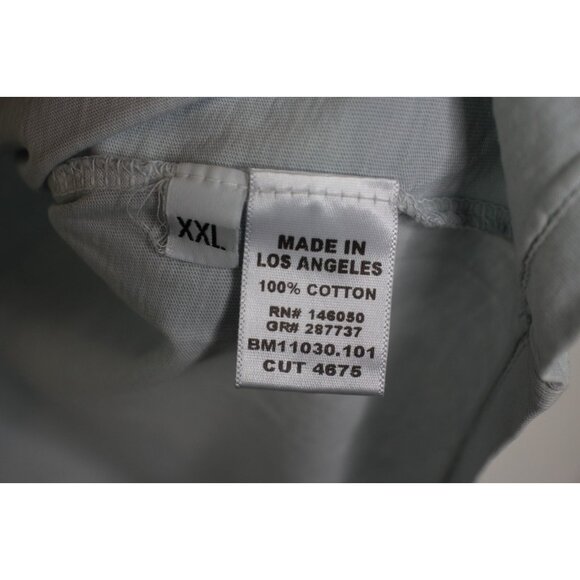 XXL
MADE IN
LOS ANGELES
100% COTTON
RN# 146050
GR# 287737
BM11030.101
CUT 4675